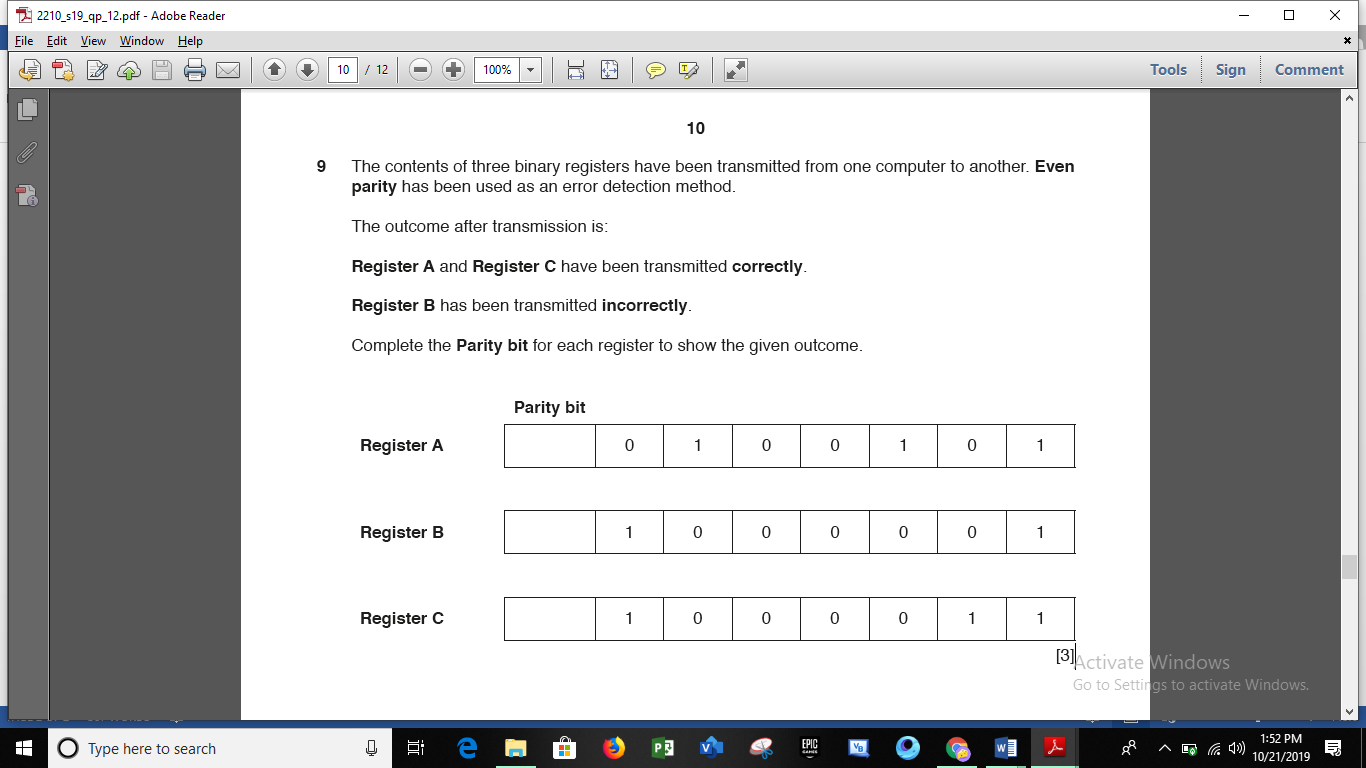 2210_s19_qp_12.pdf - Adobe Reader
File Edit View Window Help
10 / 12 100% Tools Sign Comment
10
9 The contents of three binary registers have been transmitted from one computer to another. Even
parity has been used as an error detection method.
The outcome after transmission is:
Register A and Register C have been transmitted correctly.
Register B has been transmitted incorrectly.
Complete the Parity bit for each register to show the given outcome.
Parity bit
Register A 0 1 0 0 1 0 1
Register B 1 0 0 0 0 0 1
Register C 1 0 0 0 0 1 1
[3]
Activate Windows
Go to Settings to activate Windows.
Type here to search
EPIC
GAMES
1:52 PM
10/21/2019